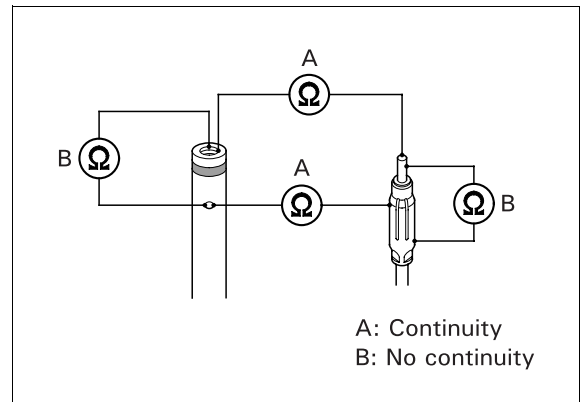 A
Ω
B Ω
A
Ω
Ω B
A: Continuity
B: No continuity